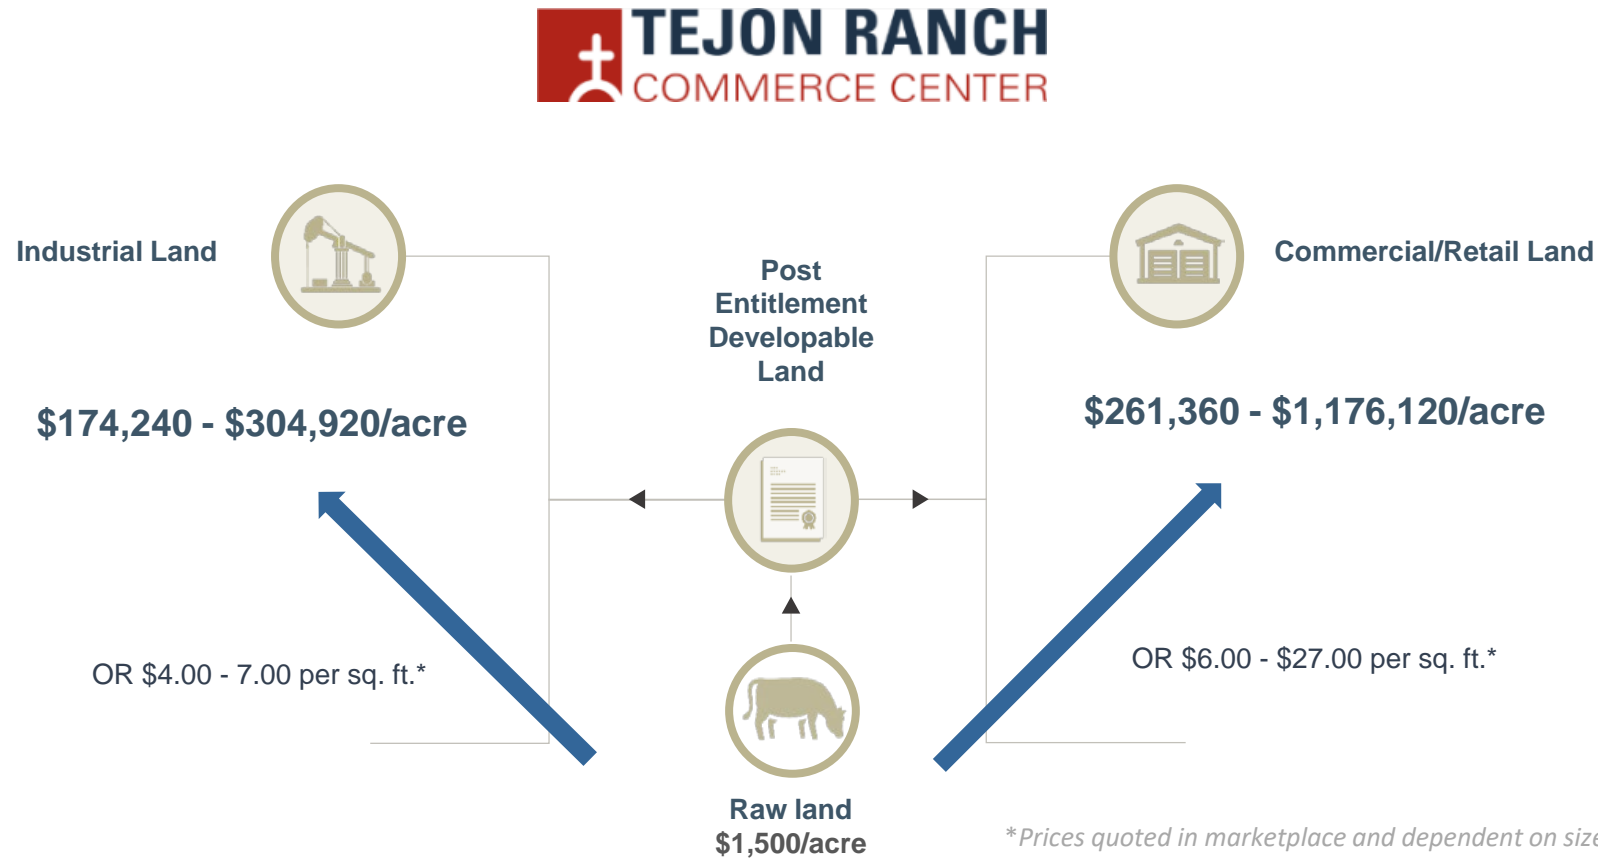 TEJON RANCH
COMMERCE CENTER
Industrial Land
Post
Entitlement
Developable
Land
Commercial/Retail Land
$174,240 - $304,920/acre
$261,360 - $1,176,120/acre
OR $4.00 - 7.00 per sq. ft.*
OR $6.00 - $27.00 per sq. ft.*
Raw land
$1,500/acre
*Prices quoted in marketplace and dependent on size